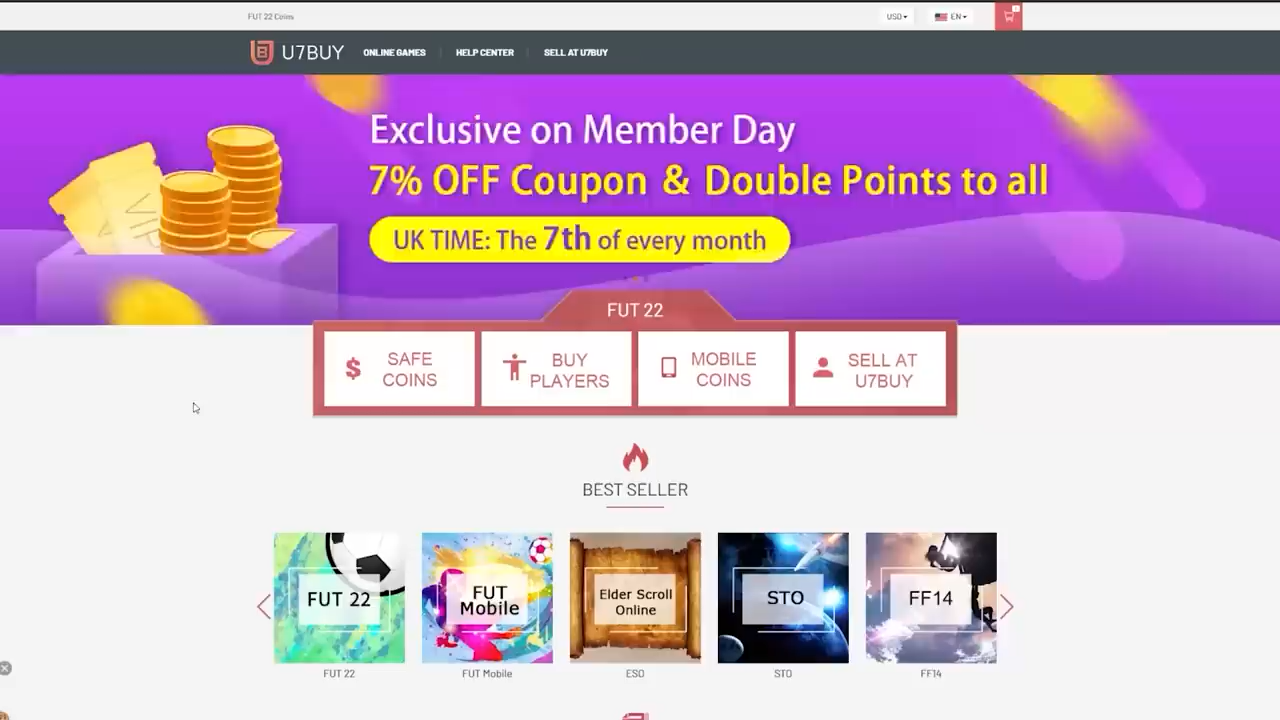 FUT 22 Coins
USD
EN
1
U7BUY
ONLINE GAMES
HELP CENTER
SELL AT U7BUY
Exclusive on Member Day
7% OFF Coupon & Double Points to all
UK TIME: The 7th of every month
VIP
FUT 22
SAFE
COINS
BUY
PLAYERS
MOBILE
COINS
SELL AT
U7BUY
BEST SELLER
FUT 22
FUT
Mobile
Elder Scroll
Online
STO
FF14
FUT 22
FUT Mobile
ESO
STO
FF14